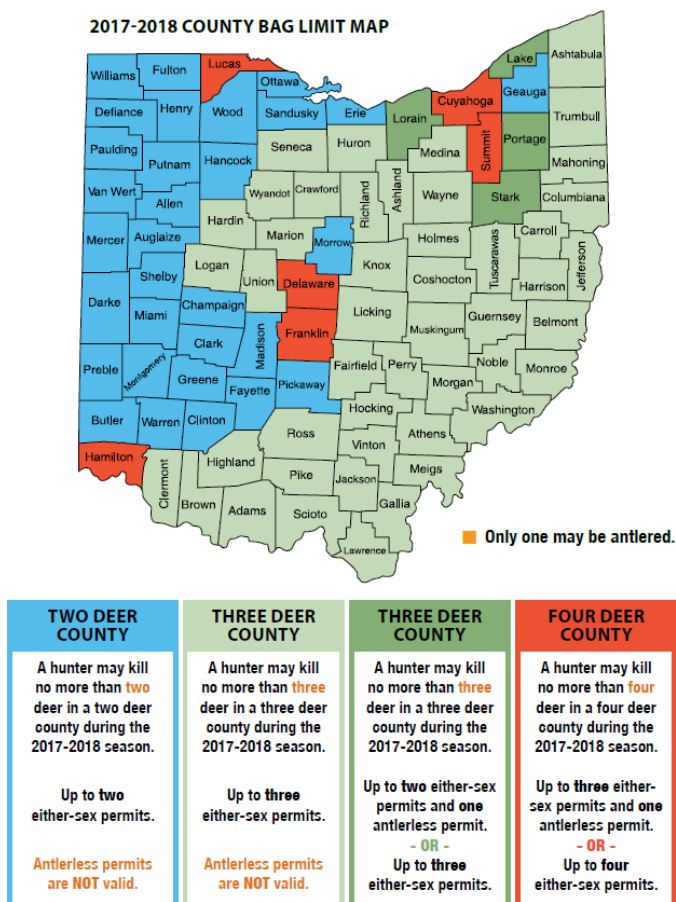 2017-2018 COUNTY BAG LIMIT MAP
Williams
Fulton
Lucas
Ottawa
Lake
Ashtabula
Geauga
Defiance
Henry
Wood
Sandusky
Erie
Lorain
Cuyahoga
Trumbull
Paulding
Putnam
Hancock
Seneca
Huron
Medina
Summit
Portage
Mahoning
Van Wert
Allen
Wyandot
Crawford
Richland
Ashland
Wayne
Stark
Columbiana
Mercer
Auglaize
Hardin
Marion
Morrow
Holmes
Tuscarawas
Carroll
Jefferson
Shelby
Logan
Union
Delaware
Knox
Coshocton
Harrison
Darke
Miami
Champaign
Licking
Muskingum
Guernsey
Belmont
Clark
Madison
Franklin
Preble
Montgomery
Greene
Fayette
Pickaway
Fairfield
Perry
Morgan
Noble
Monroe
Butler
Warren
Clinton
Hocking
Washington
Hamilton
Clermont
Highland
Ross
Vinton
Athens
Meigs
Brown
Adams
Pike
Jackson
Gallia
Scioto
Lawrence
Only one may be antlered.
TWO DEER
COUNTY
A hunter may kill
no more than two
deer in a two deer
county during the
2017-2018 season.
Up to two
either-sex permits.
Antlerless permits
are NOT valid.
THREE DEER
COUNTY
A hunter may kill
no more than three
deer in a three deer
county during the
2017-2018 season.
Up to three
either-sex permits.
Antlerless permits
are NOT valid.
THREE DEER
COUNTY
A hunter may kill
no more than three
deer in a three deer
county during the
2017-2018 season.
Up to two either-sex
permits and one
antlerless permit.
- OR -
Up to three
either-sex permits.
FOUR DEER
COUNTY
A hunter may kill
no more than four
deer in a four deer
county during the
2017-2018 season.
Up to three either-
sex permits and one
antlerless permit.
- OR -
Up to four
either-sex permits.